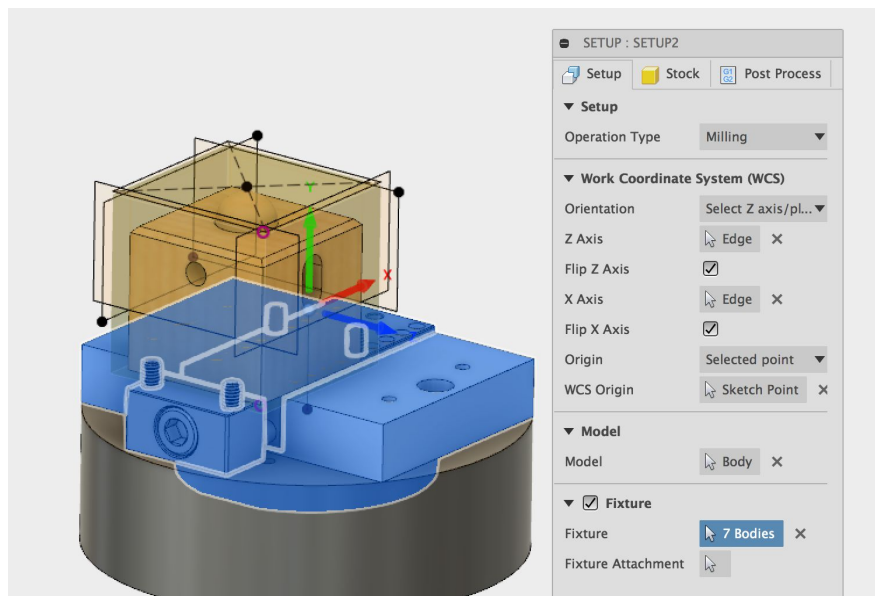 SETUP : SETUP2
Setup
Stock
G1
G2
Post Process
Setup
Operation Type
Milling
Work Coordinate System (WCS)
Orientation
Select Z axis/pl...
Z Axis
Edge
Flip Z Axis
X Axis
Edge
Flip X Axis
Origin
Selected point
WCS Origin
Sketch Point
Model
Model
Body
Fixture
Fixture
7 Bodies
Fixture Attachment
Y
X